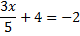 3x/5 + 4 = −2